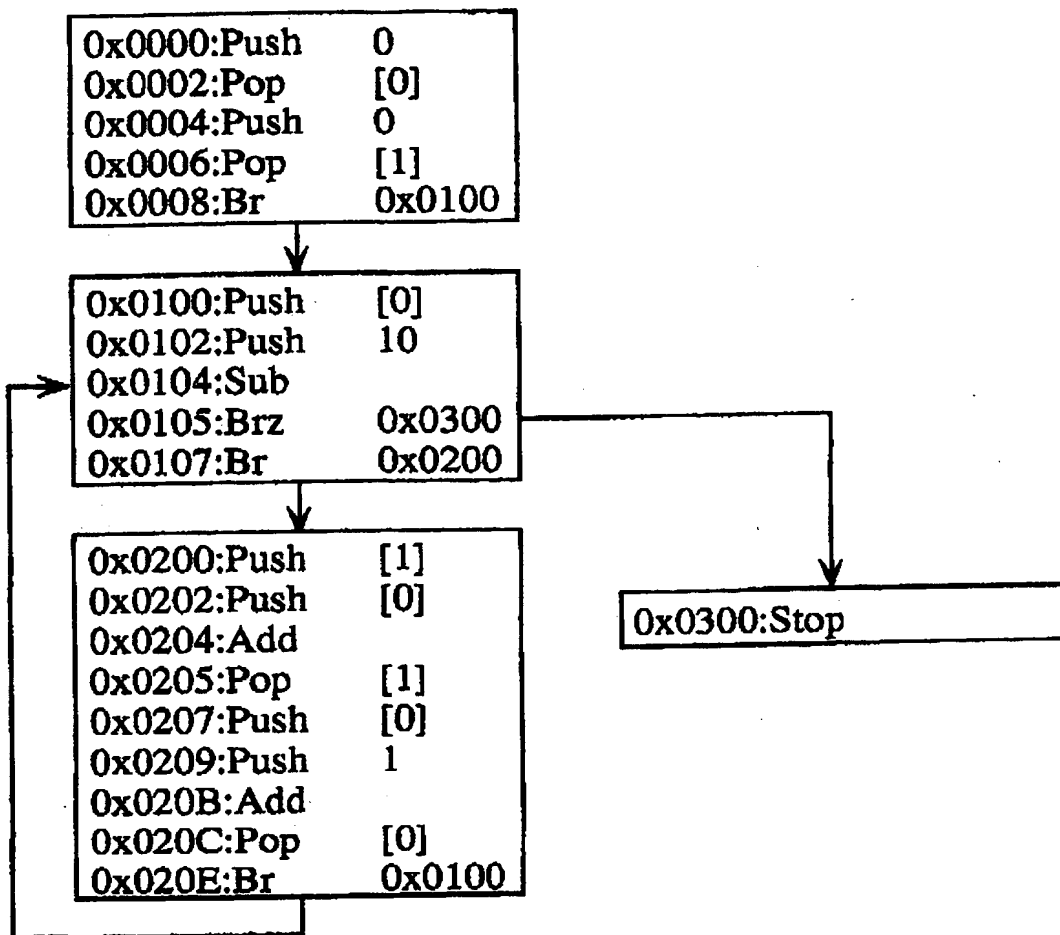 0x0000:Push 0
0x0002:Pop [0]
0x0004:Push 0
0x0006:Pop [1]
0x0008:Br 0x0100
0x0100:Push [0]
0x0102:Push 10
0x0104:Sub
0x0105:Brz 0x0300
0x0107:Br 0x0200
0x0200:Push [1]
0x0202:Push [0]
0x0204:Add
0x0205:Pop [1]
0x0207:Push [0]
0x0209:Push 1
0x020B:Add
0x020C:Pop [0]
0x020E:Br 0x0100
0x0300:Stop